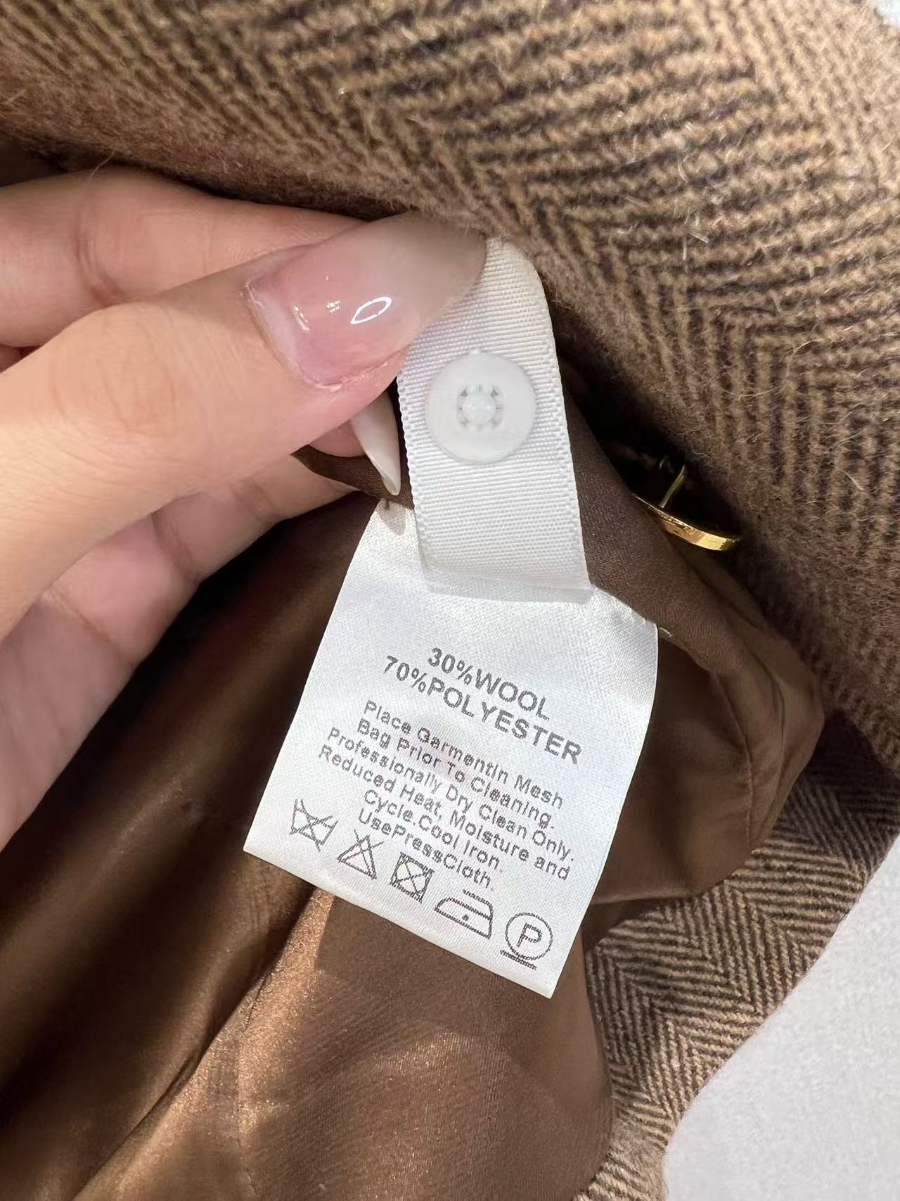 30%WOOL
70%POLYESTER
Place GarmentIn Mesh
Bag Prior To Cleaning.
Professionally Dry Clean Only.
Reduced Heat, Moisture and
Cycle.Cool Iron.
UsePressCloth.
P